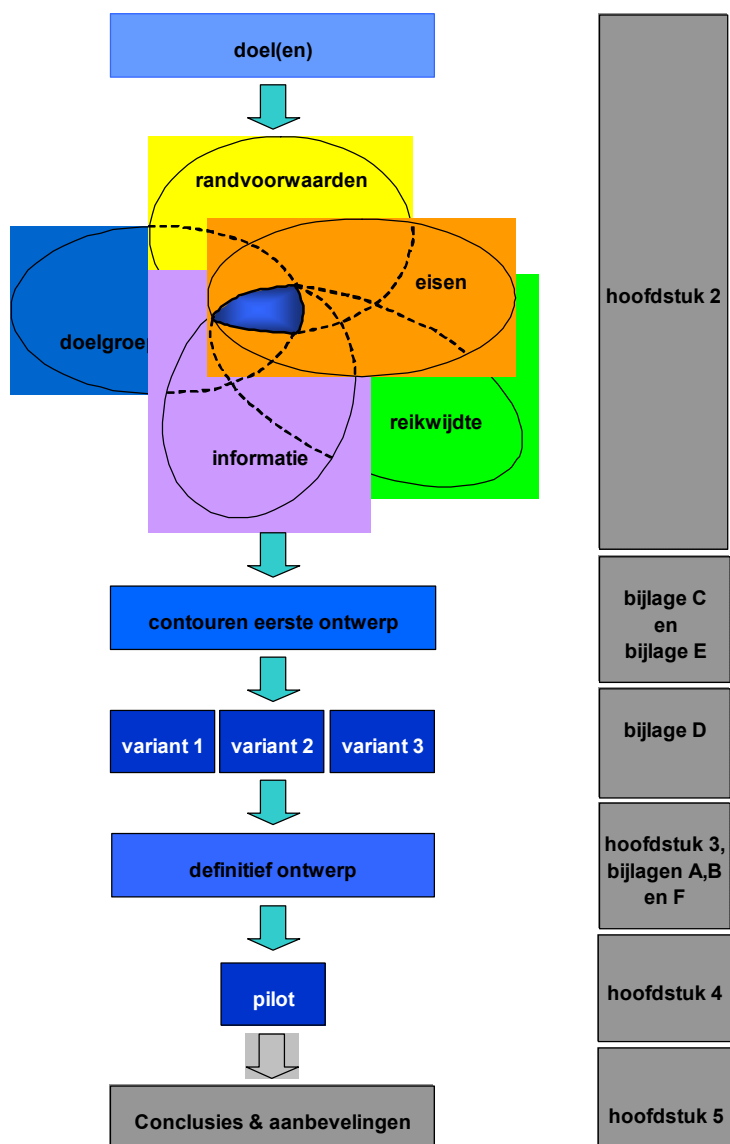 doel(en)
randvoorwaarden
eisen
hoofdstuk 2
doelgroep
reikwijdte
informatie
contouren eerste ontwerp
bijlage C
en
bijlage E
variant 1
variant 2
variant 3
bijlage D
definitief ontwerp
hoofdstuk 3,
bijlagen A,B
en F
pilot
hoofdstuk 4
Conclusies & aanbevelingen
hoofdstuk 5